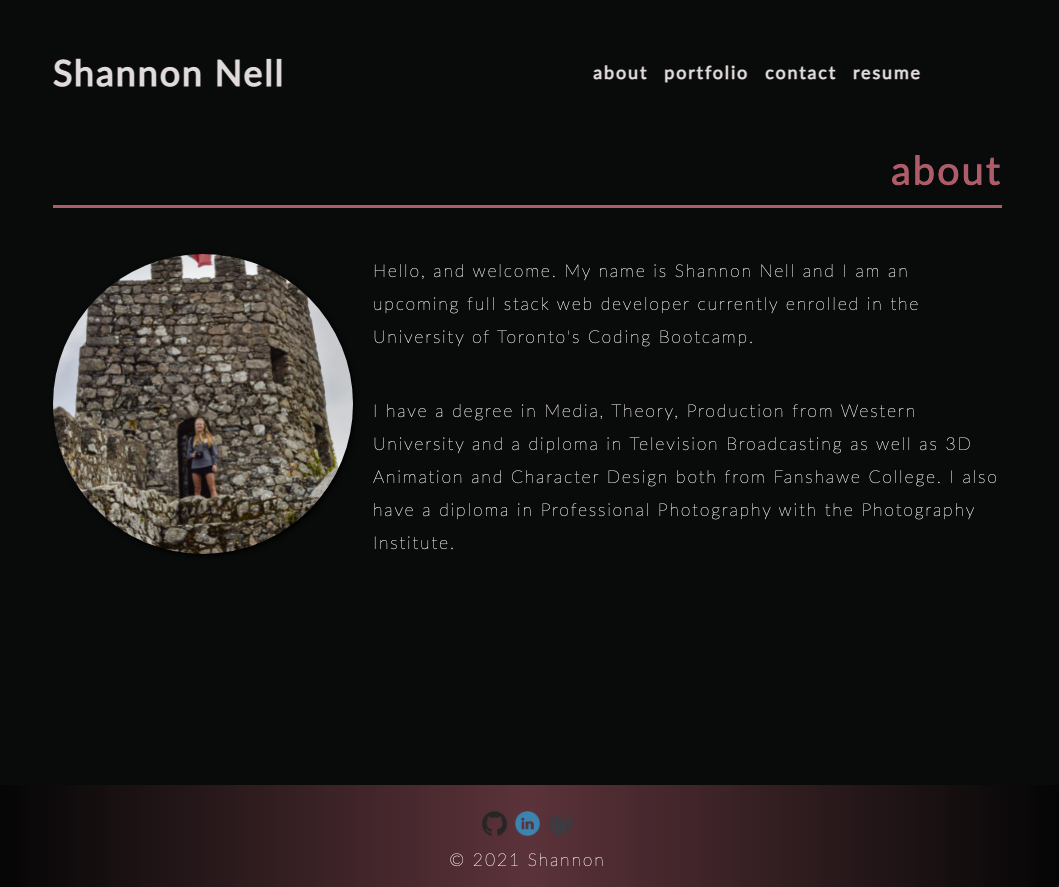 Shannon Nell
about portfolio contact resume
about
Hello, and welcome. My name is Shannon Nell and I am an
upcoming full stack web developer currently enrolled in the
University of Toronto's Coding Bootcamp.
I have a degree in Media, Theory, Production from Western
University and a diploma in Television Broadcasting as well as 3D
Animation and Character Design both from Fanshawe College. I also
have a diploma in Professional Photography with the Photography
Institute.
in
© 2021 Shannon